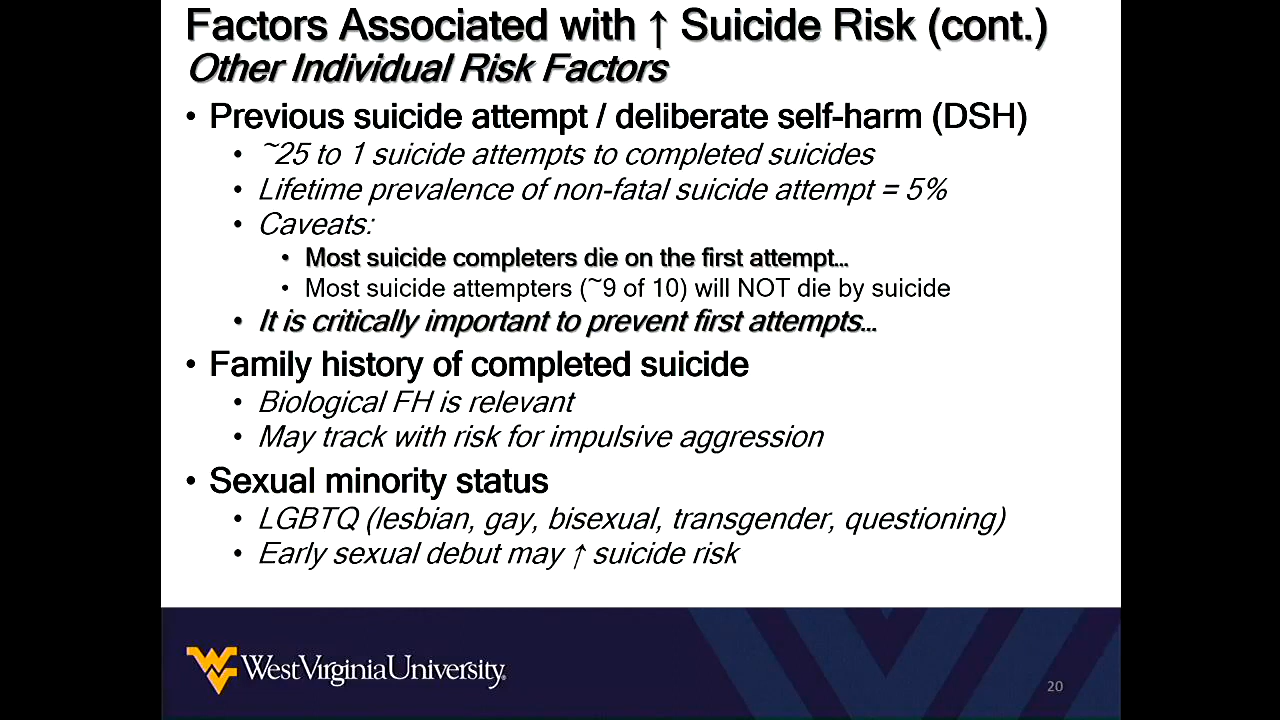 Factors Associated with ↑ Suicide Risk (cont.)
Other Individual Risk Factors
• Previous suicide attempt / deliberate self-harm (DSH)
• ~25 to 1 suicide attempts to completed suicides
• Lifetime prevalence of non-fatal suicide attempt = 5%
• Caveats:
• Most suicide completers die on the first attempt...
• Most suicide attempters (~9 of 10) will NOT die by suicide
• It is critically important to prevent first attempts...
• Family history of completed suicide
• Biological FH is relevant
• May track with risk for impulsive aggression
• Sexual minority status
• LGBTQ (lesbian, gay, bisexual, transgender, questioning)
• Early sexual debut may ↑ suicide risk
WestVirginiaUniversity.
20